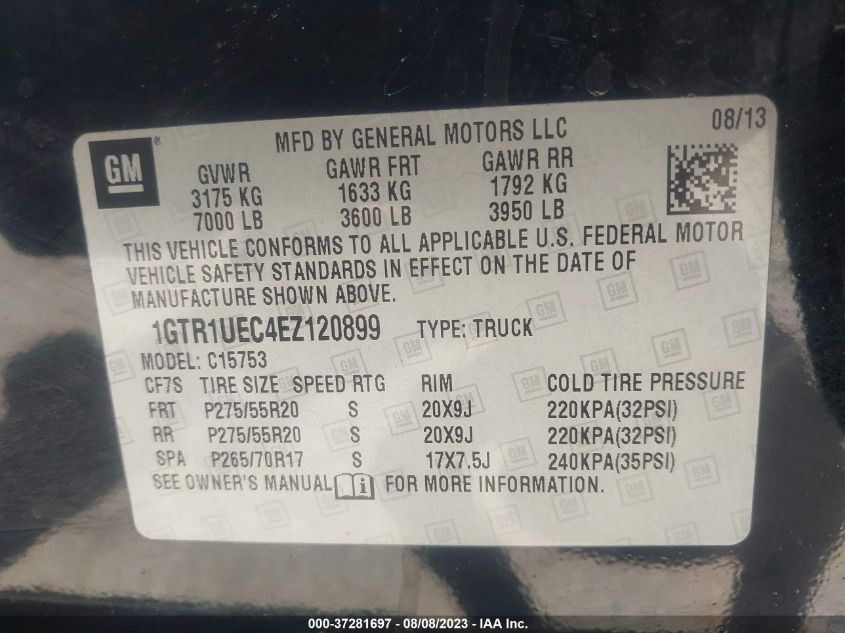 MFD BY GENERAL MOTORS LLC 08/13
GM
GVWR GAWR FRT GAWR RR
3175 KG 1633 KG 1792 KG
7000 LB 3600 LB 3950 LB
THIS VEHICLE CONFORMS TO ALL APPLICABLE U.S. FEDERAL MOTOR
VEHICLE SAFETY STANDARDS IN EFFECT ON THE DATE OF
MANUFACTURE SHOWN ABOVE.
1GTR1UEC4EZ120899 TYPE: TRUCK
MODEL: C15753
CF7S TIRE SIZE SPEED RTG RIM COLD TIRE PRESSURE
FRT P275/55R20 S 20X9J 220KPA(32PSI)
RR P275/55R20 S 20X9J 220KPA(32PSI)
SPA P265/70R17 S 17X7.5J 240KPA(35PSI)
SEE OWNER'S MANUAL i FOR MORE INFORMATION.
000-37281697 - 08/08/2023 - IAA Inc.